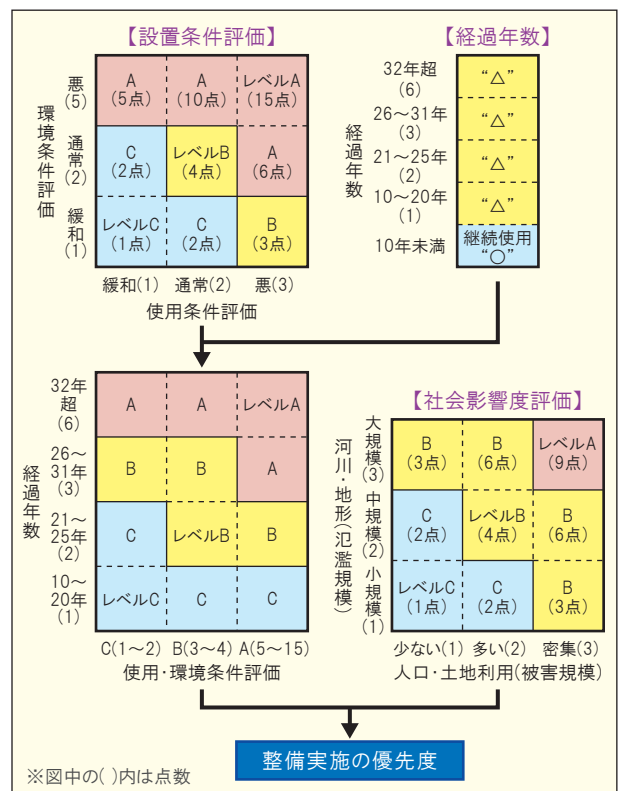 【設置条件評価】
環境条件評価
悪
(5)
A
(5点)
A
(10点)
レベルA
(15点)
通常
(2)
C
(2点)
レベルB
(4点)
A
(6点)
緩和
(1)
レベルC
(1点)
C
(2点)
B
(3点)
緩和(1) 通常(2) 悪(3)
使用条件評価
【経過年数】
経過年数
32年超
(6)
“△”
26～31年
(3)
“△”
21～25年
(2)
“△”
10～20年
(1)
“△”
10年未満
継続使用
“○”
経過年数
32年
超
(6)
A
A
レベルA
26～
31年
(3)
B
B
A
21～
25年
(2)
C
レベルB
B
10～
20年
(1)
レベルC
C
C
C(1～2) B(3～4) A(5～15)
使用・環境条件評価
【社会影響度評価】
河川・地形(氾濫規模)
大規模(3)
B
(3点)
B
(6点)
レベルA
(9点)
中規模(2)
C
(2点)
レベルB
(4点)
B
(6点)
小規模(1)
レベルC
(1点)
C
(2点)
B
(3点)
少ない(1) 多い(2) 密集(3)
人口・土地利用(被害規模)
整備実施の優先度
※図中の( )内は点数